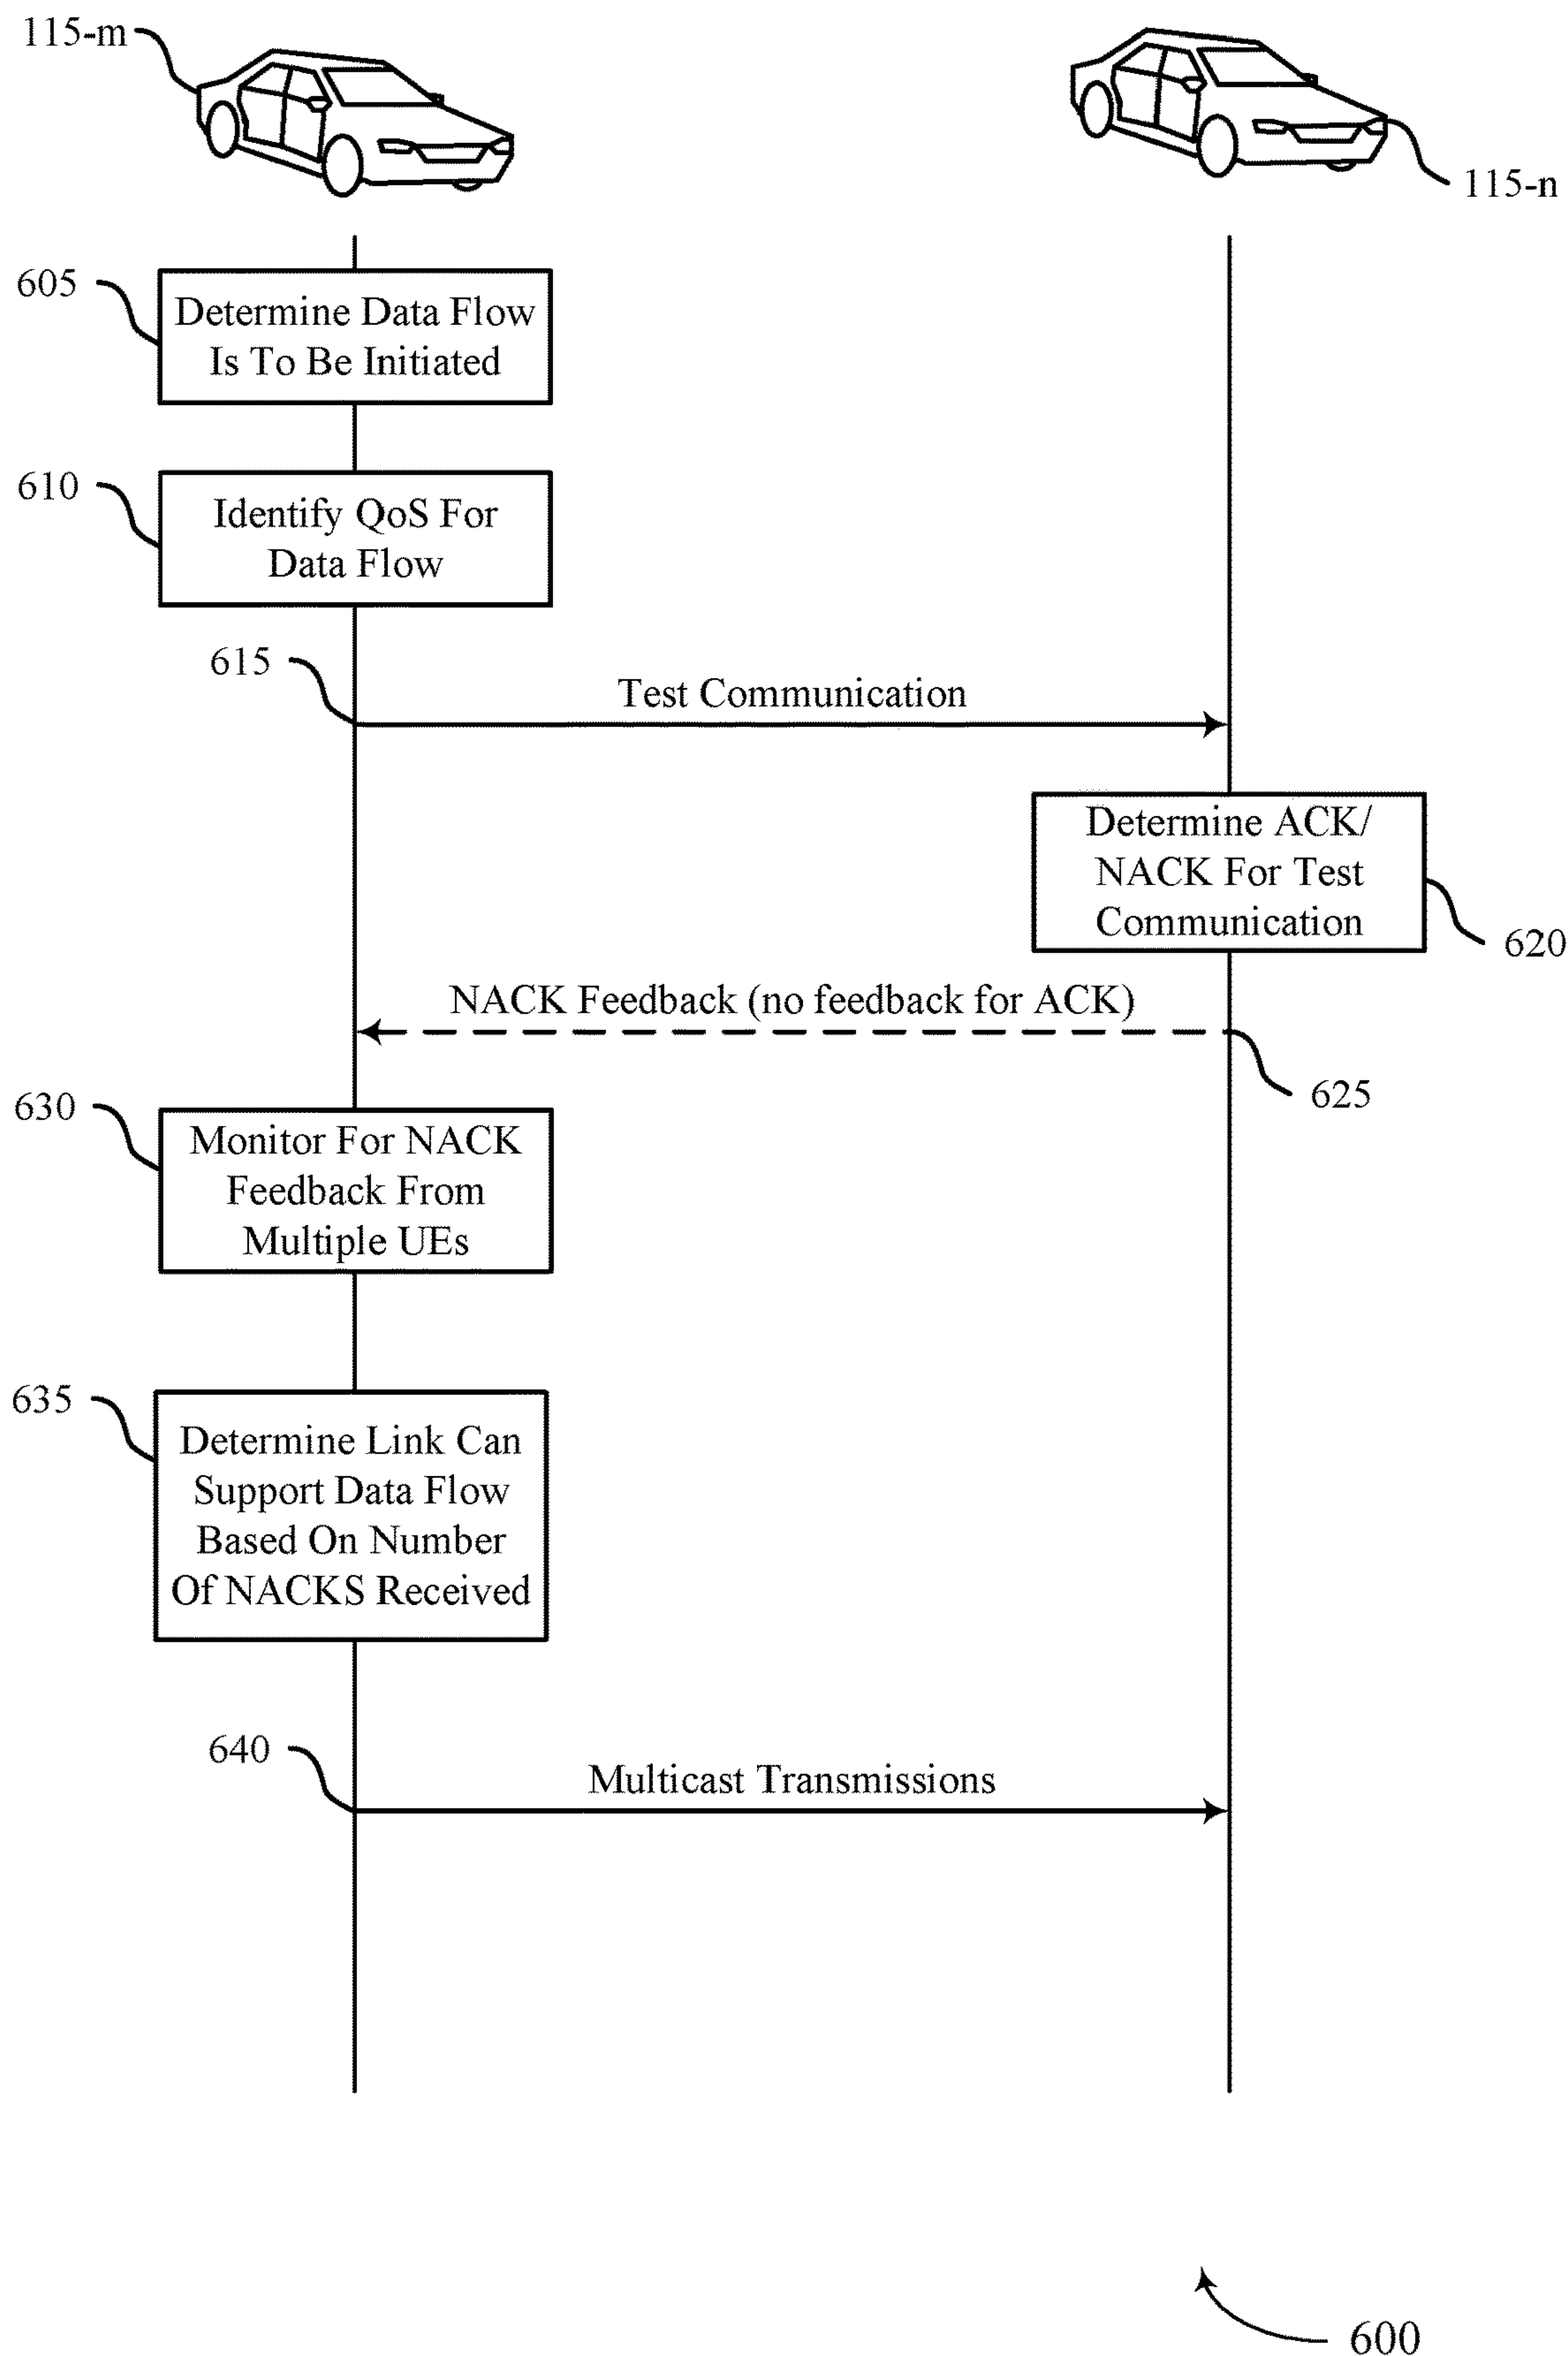 115-m
115-n
605
Determine Data Flow
Is To Be Initiated
610
Identify QoS For
Data Flow
615
Test Communication
Determine ACK/
NACK For Test
Communication
620
NACK Feedback (no feedback for ACK)
625
630
Monitor For NACK
Feedback From
Multiple UEs
635
Determine Link Can
Support Data Flow
Based On Number
Of NACKS Received
640
Multicast Transmissions
600